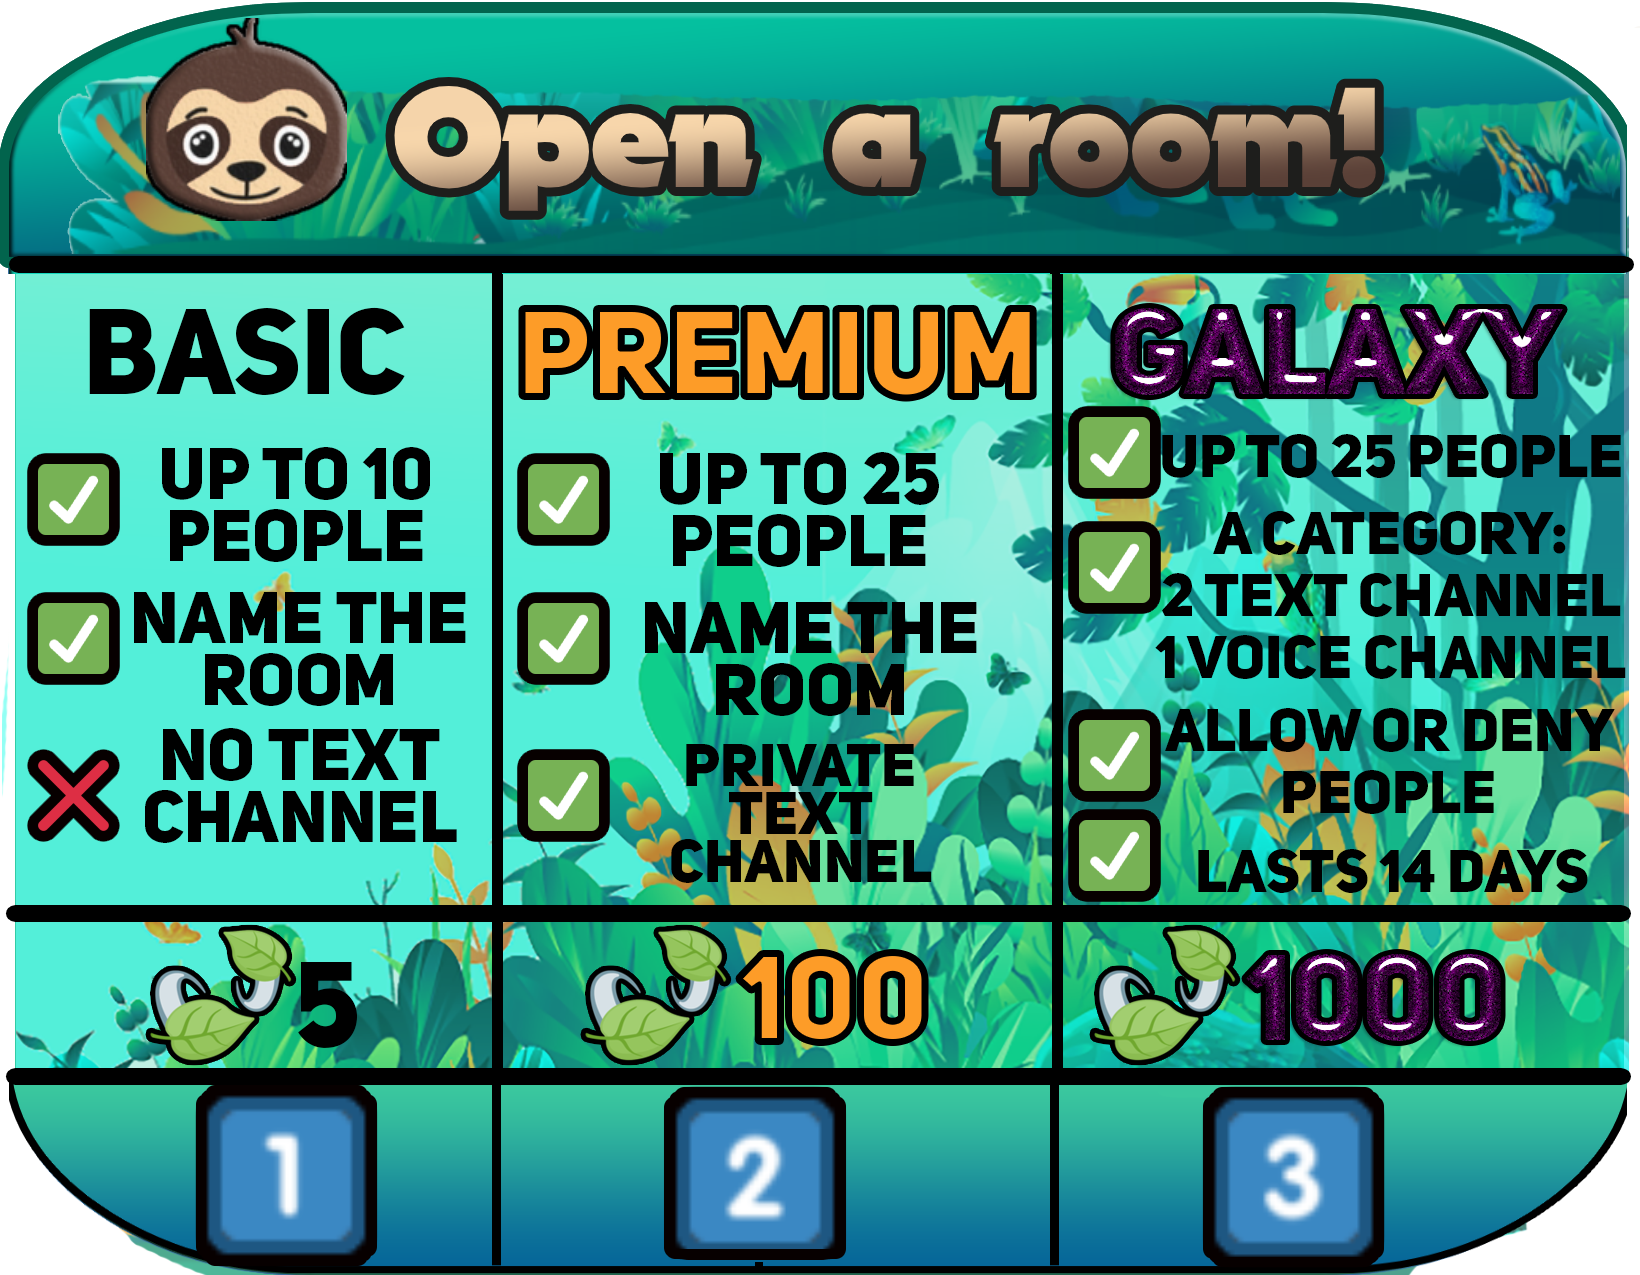 Open a room!
BASIC
UP TO 10
PEOPLE
NAME THE
ROOM
NO TEXT
CHANNEL
5
1
PREMIUM
UP TO 25
PEOPLE
NAME THE
ROOM
PRIVATE
TEXT
CHANNEL
100
2
GALAXY
UP TO 25 PEOPLE
A CATEGORY:
2 TEXT CHANNEL
1 VOICE CHANNEL
ALLOW OR DENY
PEOPLE
LASTS 14 DAYS
1000
3